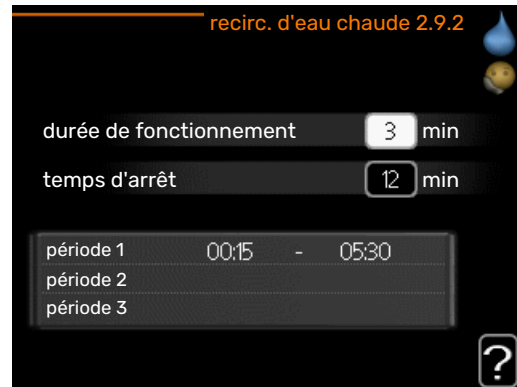 recirc. d'eau chaude 2.9.2
durée de fonctionnement 3 min
temps d'arrêt 12 min
période 1 00:15 - 05:30
période 2
période 3
?